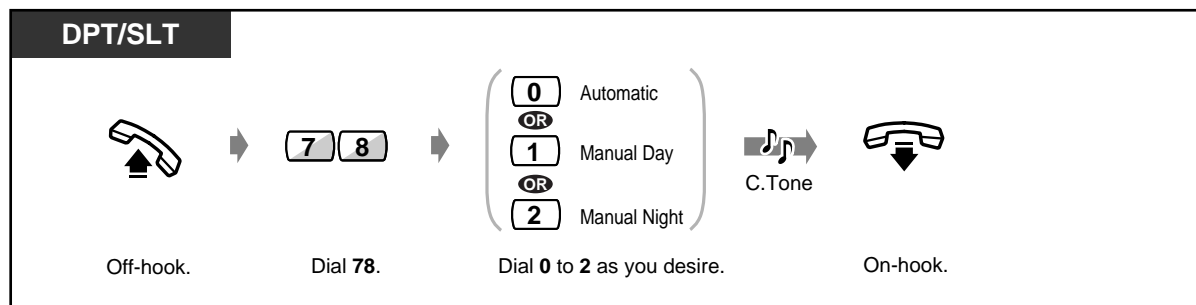 DPT/SLT
0 Automatic
OR
7 8
1 Manual Day
OR
2 Manual Night
C.Tone
Off-hook.
Dial 78.
Dial 0 to 2 as you desire.
On-hook.